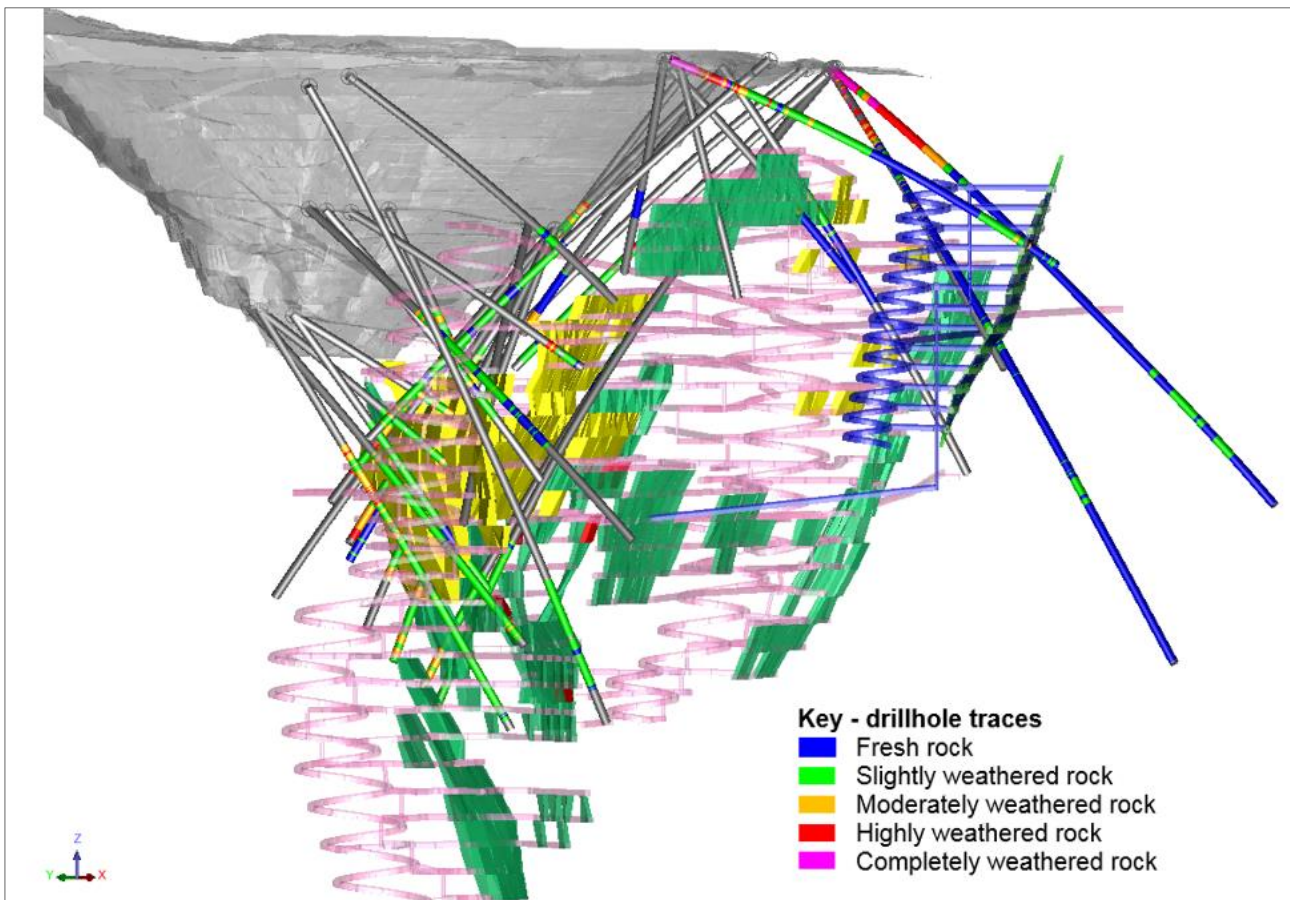 Key - drillhole traces
Fresh rock
Slightly weathered rock
Moderately weathered rock
Highly weathered rock
Completely weathered rock
Z
Y X